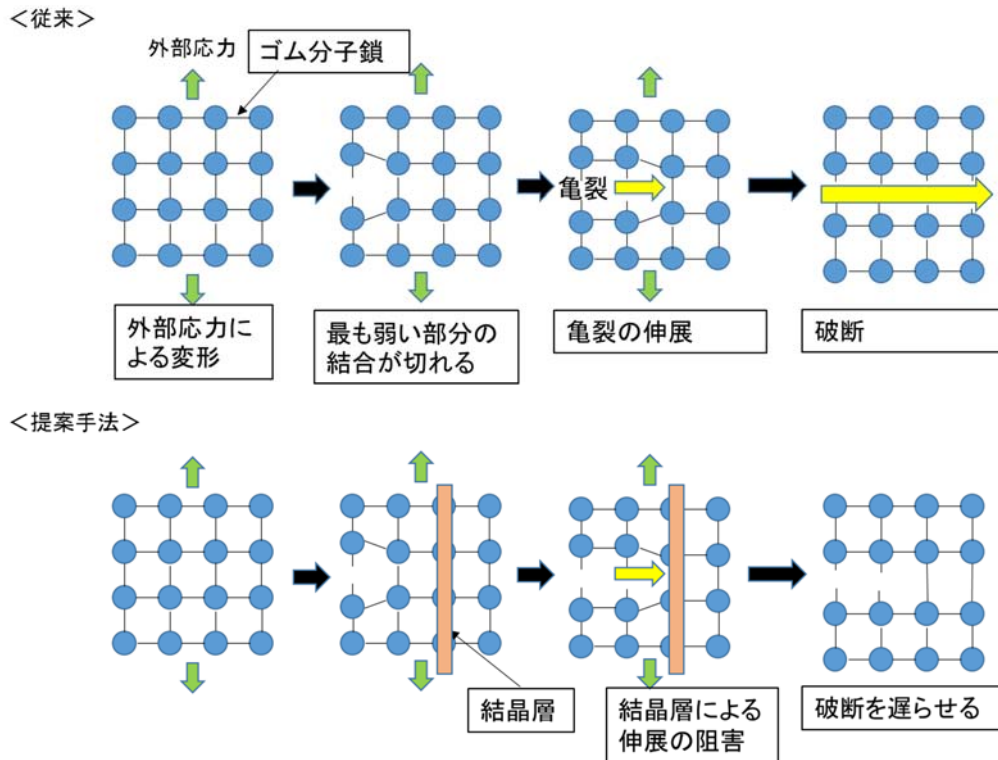 ＜従来＞
外部応力
ゴム分子鎖
亀裂
外部応力に
よる変形
最も弱い部分の
結合が切れる
亀裂の伸展
破断
＜提案手法＞
結晶層
結晶層による
伸展の阻害
破断を遅らせる